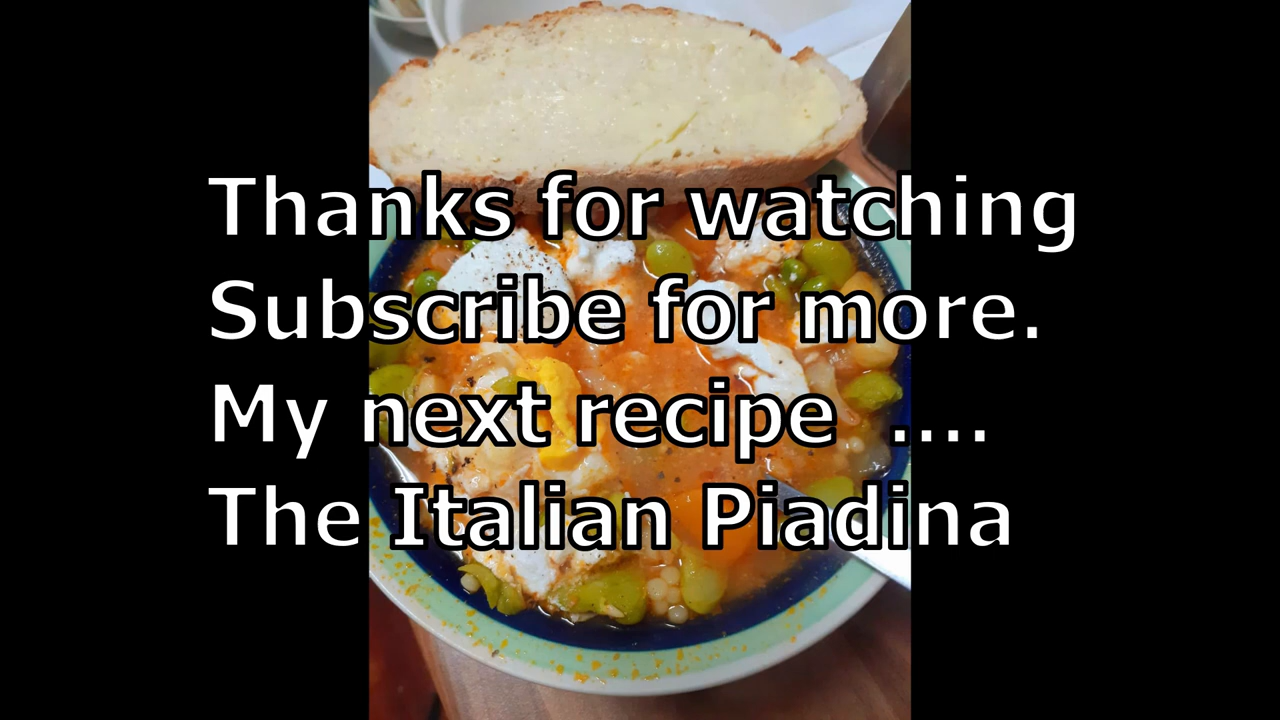 Thanks for watching
Subscribe for more.
My next recipe ....
The Italian Piadina